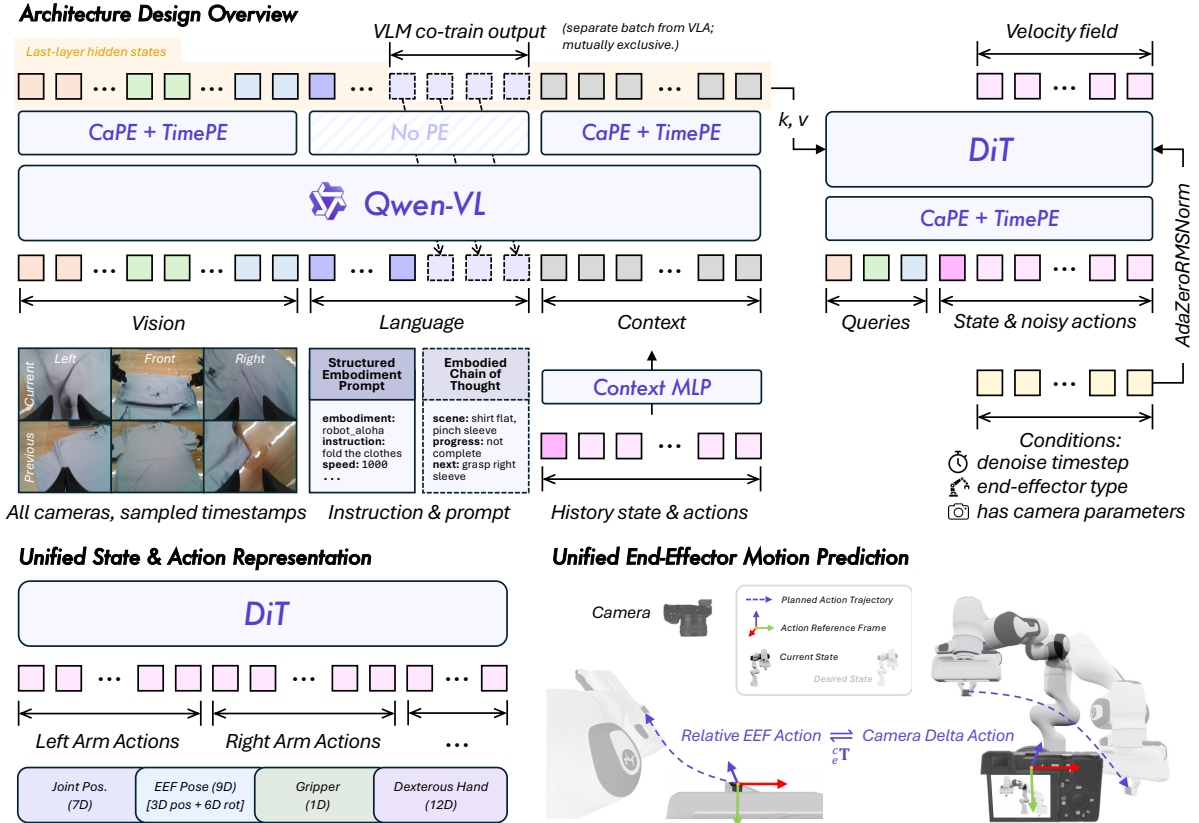 Architecture Design Overview
Last-layer hidden states
VLM co-train output
(separate batch from VLA;
mutually exclusive.)
Velocity field
CaPE + TimePE
No PE
CaPE + TimePE
k, v
DiT
Qwen-VL
CaPE + TimePE
AdaZeroRMSNorm
Vision
Language
Context
Queries
State & noisy actions
Left
Front
Right
Current
Previous
Structured
Embodiment
Prompt
embodiment:
robot_aloha
instruction:
fold the clothes
speed: 1000
...
Embodied
Chain of
Thought
scene: shirt flat,
pinch sleeve
progress: not
complete
next: grasp right
sleeve
Context MLP
Conditions:
denoise timestep
end-effector type
has camera parameters
All cameras, sampled timestamps
Instruction & prompt
History state & actions
Unified State & Action Representation
DiT
Left Arm Actions
Right Arm Actions
...
Joint Pos.
(7D)
EEF Pose (9D)
[3D pos + 6D rot]
Gripper
(1D)
Dexterous Hand
(12D)
Unified End-Effector Motion Prediction
Camera
Planned Action Trajectory
Action Reference Frame
Current State
Desired State
Relative EEF Action ⇌ Camera Delta Action
c e T